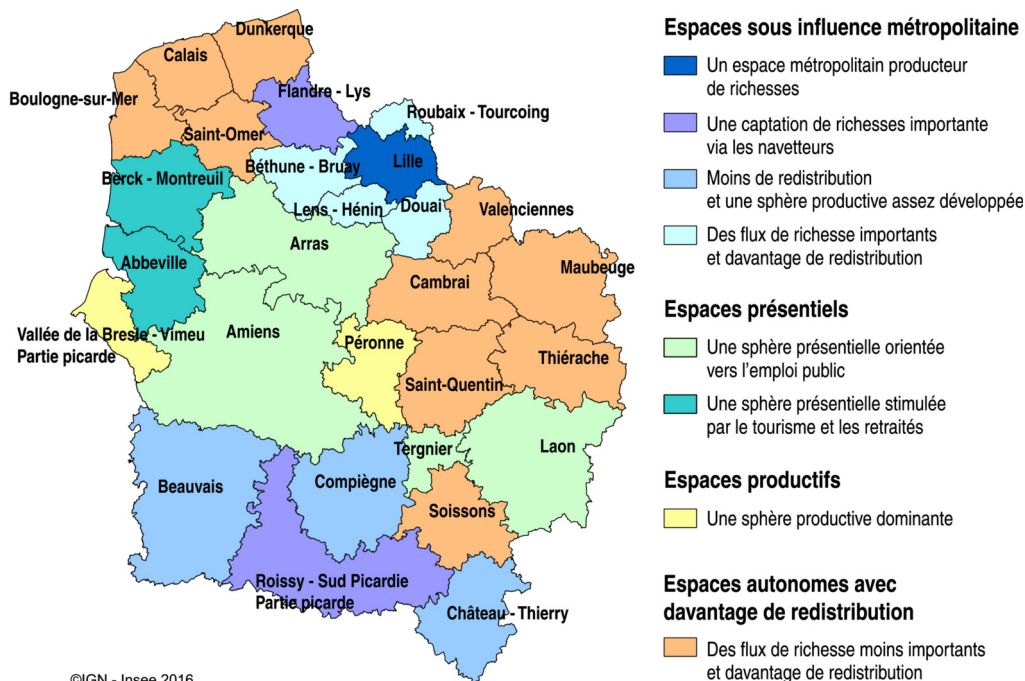 Dunkerque
Calais
Flandre - Lys
Boulogne-sur-Mer
Roubaix - Tourcoing
Saint-Omer
Béthune - Bruay
Lille
Berck - Montreuil
Lens - Hénin
Douai
Valenciennes
Arras
Abbeville
Maubeuge
Cambrai
Vallée de la Bresle - Vimeu
Partie picarde
Amiens
Péronne
Thiérache
Saint-Quentin
Tergnier
Laon
Beauvais
Compiègne
Soissons
Roissy - Sud Picardie
Partie picarde
Château - Thierry
©IGN - Insee 2016
Espaces sous influence métropolitaine
Un espace métropolitain producteur
de richesses
Une captation de richesses importante
via les navetteurs
Moins de redistribution
et une sphère productive assez développée
Des flux de richesse importants
et davantage de redistribution
Espaces présentiels
Une sphère présentielle orientée
vers l'emploi public
Une sphère présentielle stimulée
par le tourisme et les retraités
Espaces productifs
Une sphère productive dominante
Espaces autonomes avec
davantage de redistribution
Des flux de richesse moins importants
et davantage de redistribution